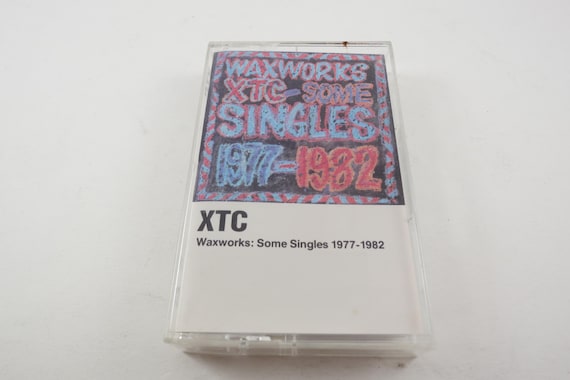 WAXWORKS
XTC-SOME
SINGLES
1977-1982
XTC
Waxworks: Some Singles 1977-1982